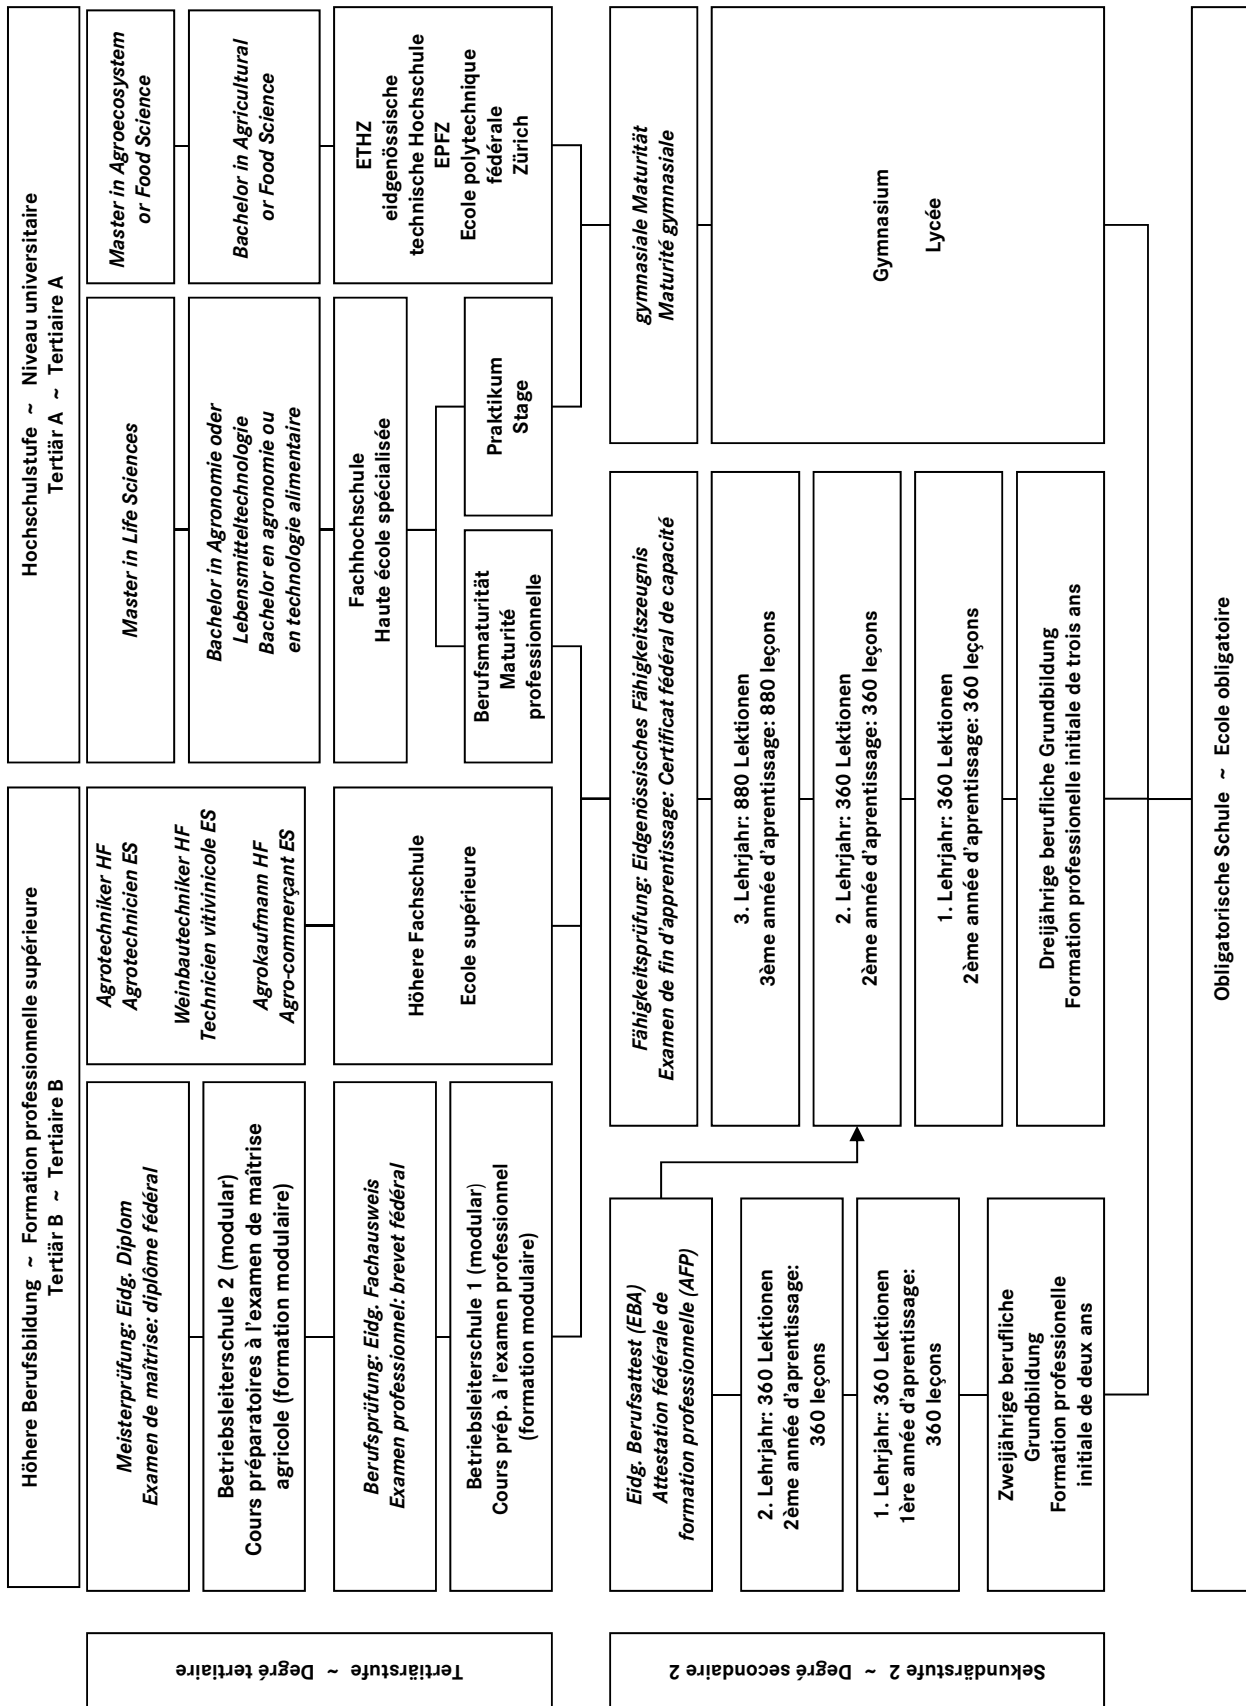 Höhere Berufsbildung ~ Formation professionnelle supérieure
Tertiär B ~ Tertiaire B
Hochschulstufe ~ Niveau universitaire
Tertiär A ~ Tertiaire A
Tertiärstufe ~ Degré tertiaire
Meisterprüfung: Eidg. Diplom
Examen de maîtrise: diplôme fédéral
Betriebsleiterschule 2 (modular)
Cours préparatoires à l'examen de maîtrise
agricole (formation modulaire)
Berufsprüfung: Eidg. Fachausweis
Examen professionnel: brevet fédéral
Betriebsleiterschule 1 (modular)
Cours prép. à l'examen professionnel
(formation modulaire)
Agrotechniker HF
Agrotechnicien ES
Weinbautechniker HF
Technicien vitivinicole ES
Agrokaufmann HF
Agro-commerçant ES
Höhere Fachschule
Ecole supérieure
Master in Life Sciences
Bachelor in Agronomie oder
Lebensmitteltechnologie
Bachelor en agronomie ou
en technologie alimentaire
Fachhochschule
Haute école spécialisée
Berufsmaturität
Maturité
professionnelle
Praktikum
Stage
Master in Agroecosystem
or Food Science
Bachelor in Agricultural
or Food Science
ETHZ
eidgenössische
technische Hochschule
EPFZ
Ecole polytechnique
fédérale
Zürich
Sekundärstufe 2 ~ Degré secondaire 2
Eidg. Berufsattest (EBA)
Attestation fédérale de
formation professionnelle (AFP)
2. Lehrjahr: 360 Lektionen
2ème année d'aprentissage:
360 leçons
1. Lehrjahr: 360 Lektionen
1ère année d'aprentissage:
360 leçons
Zweijährige berufliche
Grundbildung
Formation professionelle
initiale de deux ans
Fähigkeitsprüfung: Eidgenössisches Fähigkeitszeugnis
Examen de fin d'apprentissage: Certificat fédéral de capacité
3. Lehrjahr: 880 Lektionen
3ème année d'aprentissage: 880 leçons
2. Lehrjahr: 360 Lektionen
2ème année d'aprentissage: 360 leçons
1. Lehrjahr: 360 Lektionen
2ème année d'aprentissage: 360 leçons
Dreijährige berufliche Grundbildung
Formation professionelle initiale de trois ans
gymnasiale Maturität
Maturité gymnasiale
Gymnasium
Lycée
Obligatorische Schule ~ Ecole obligatoire